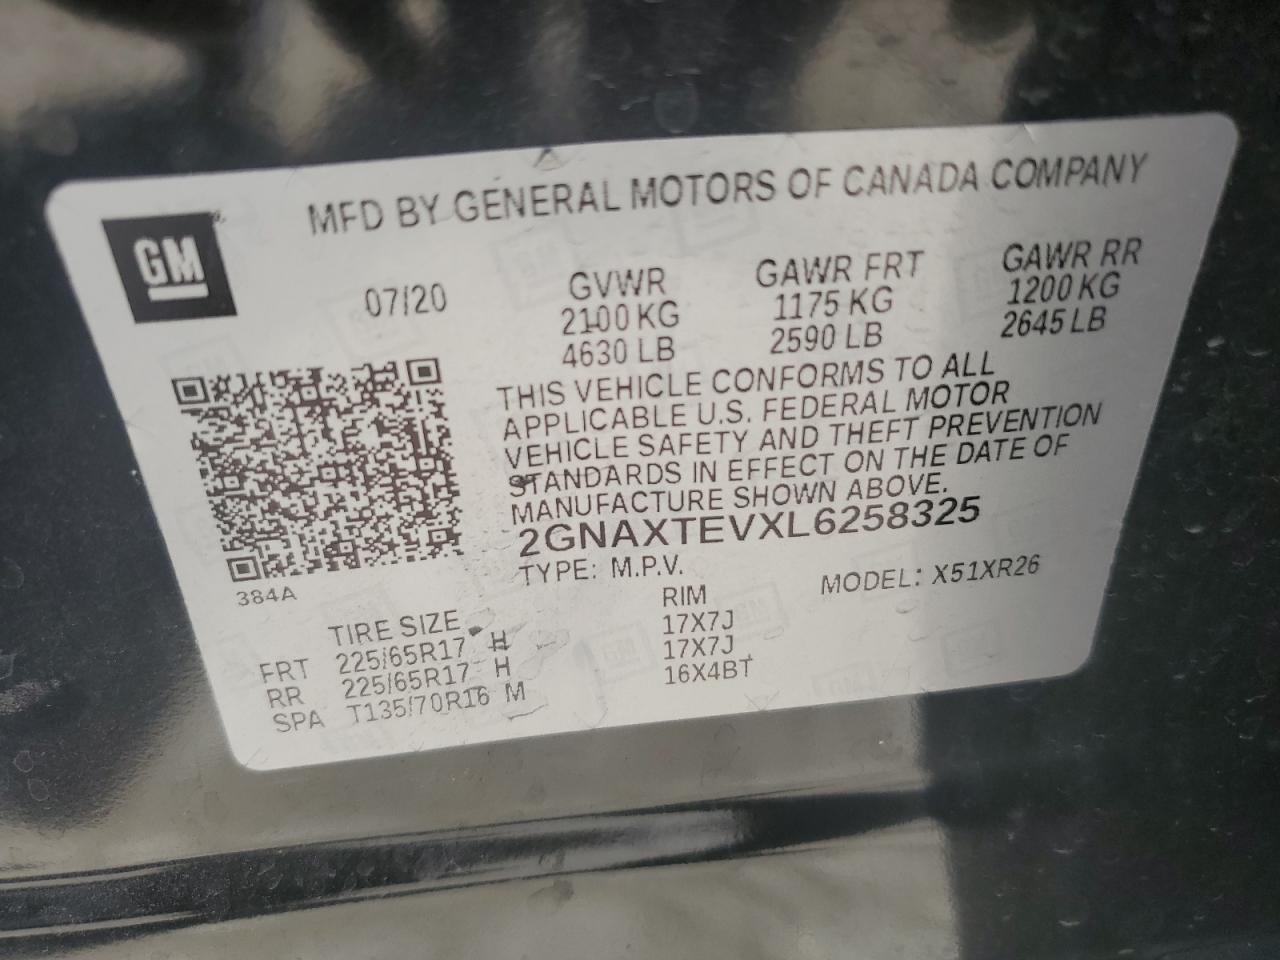 MFD BY GENERAL MOTORS OF CANADA COMPANY
GM
07/20
GVWR GAWR FRT GAWR RR
2100 KG 1175 KG 1200 KG
4630 LB 2590 LB 2645 LB
THIS VEHICLE CONFORMS TO ALL
APPLICABLE U.S. FEDERAL MOTOR
VEHICLE SAFETY AND THEFT PREVENTION
STANDARDS IN EFFECT ON THE DATE OF
MANUFACTURE SHOWN ABOVE.
2GNAXTEVXL6258325
TYPE: M.P.V. MODEL: X51XR26
384A
TIRE SIZE RIM
FRT 225/65R17 H 17X7J
RR 225/65R17 H 17X7J
SPA T135/70R16 M 16X4BT